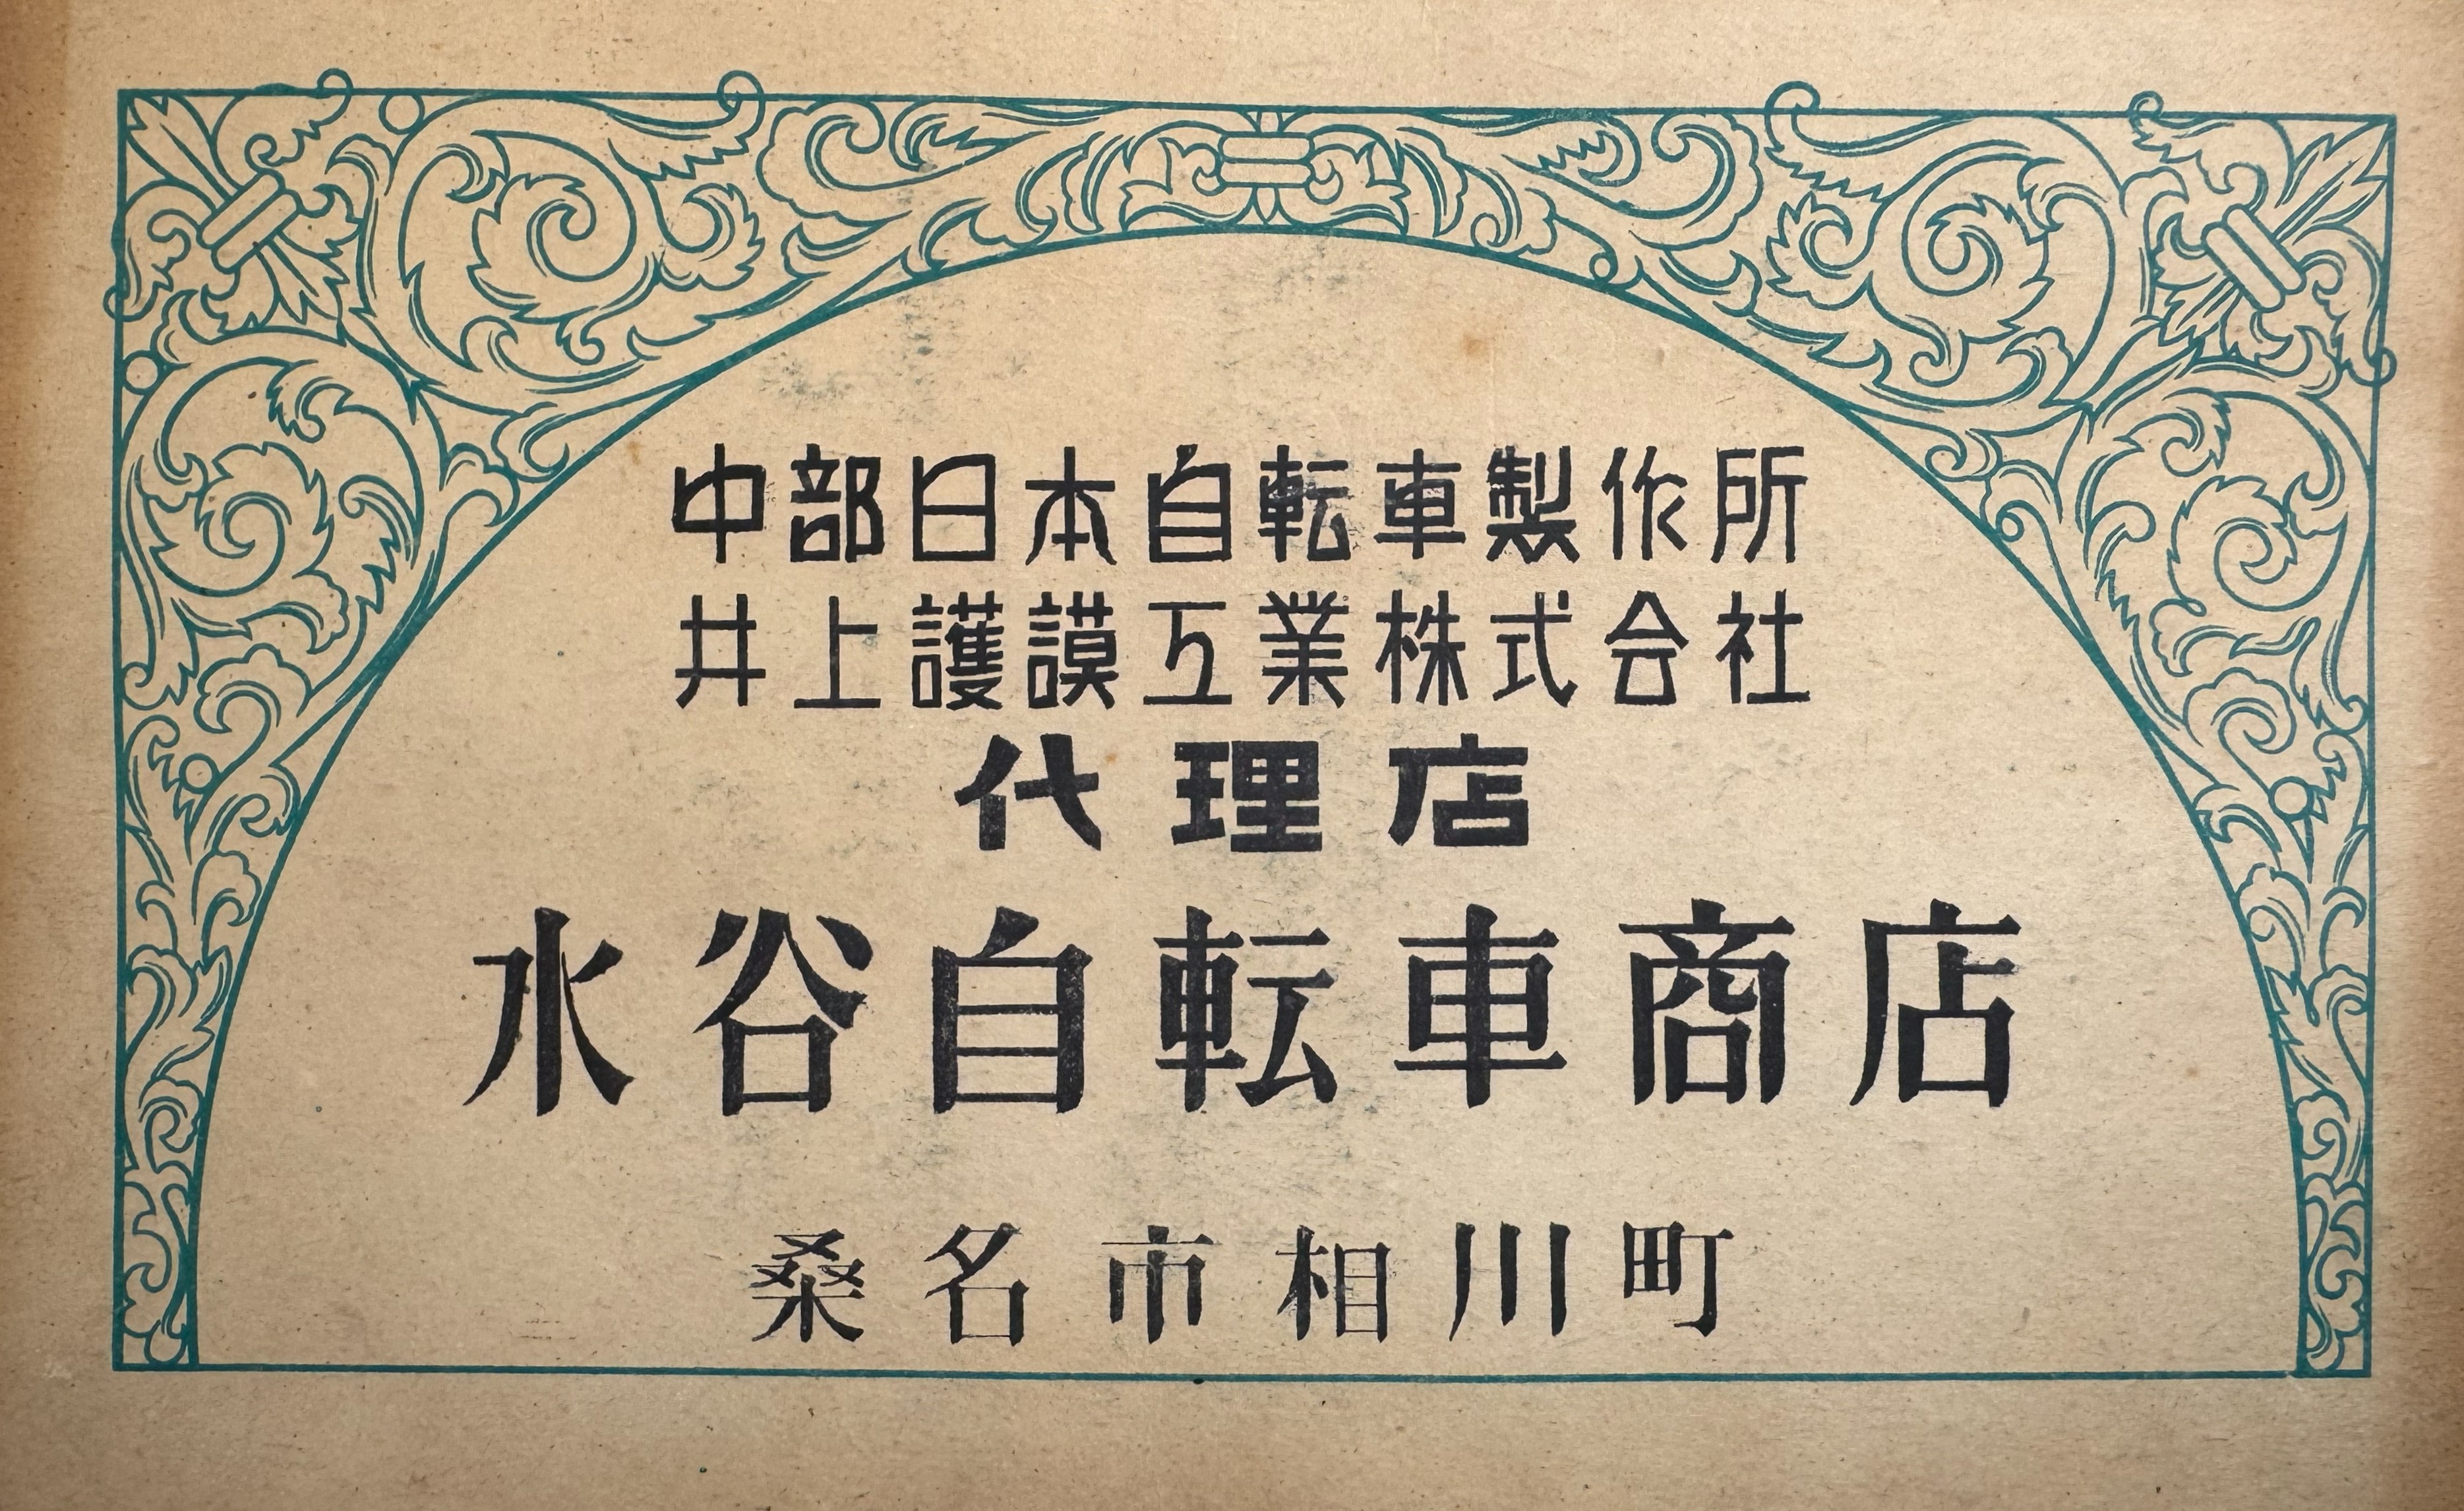 中部日本自転車製作所
井上護謨工業株式会社
代理店
水谷自転車商店
桑名市相川町